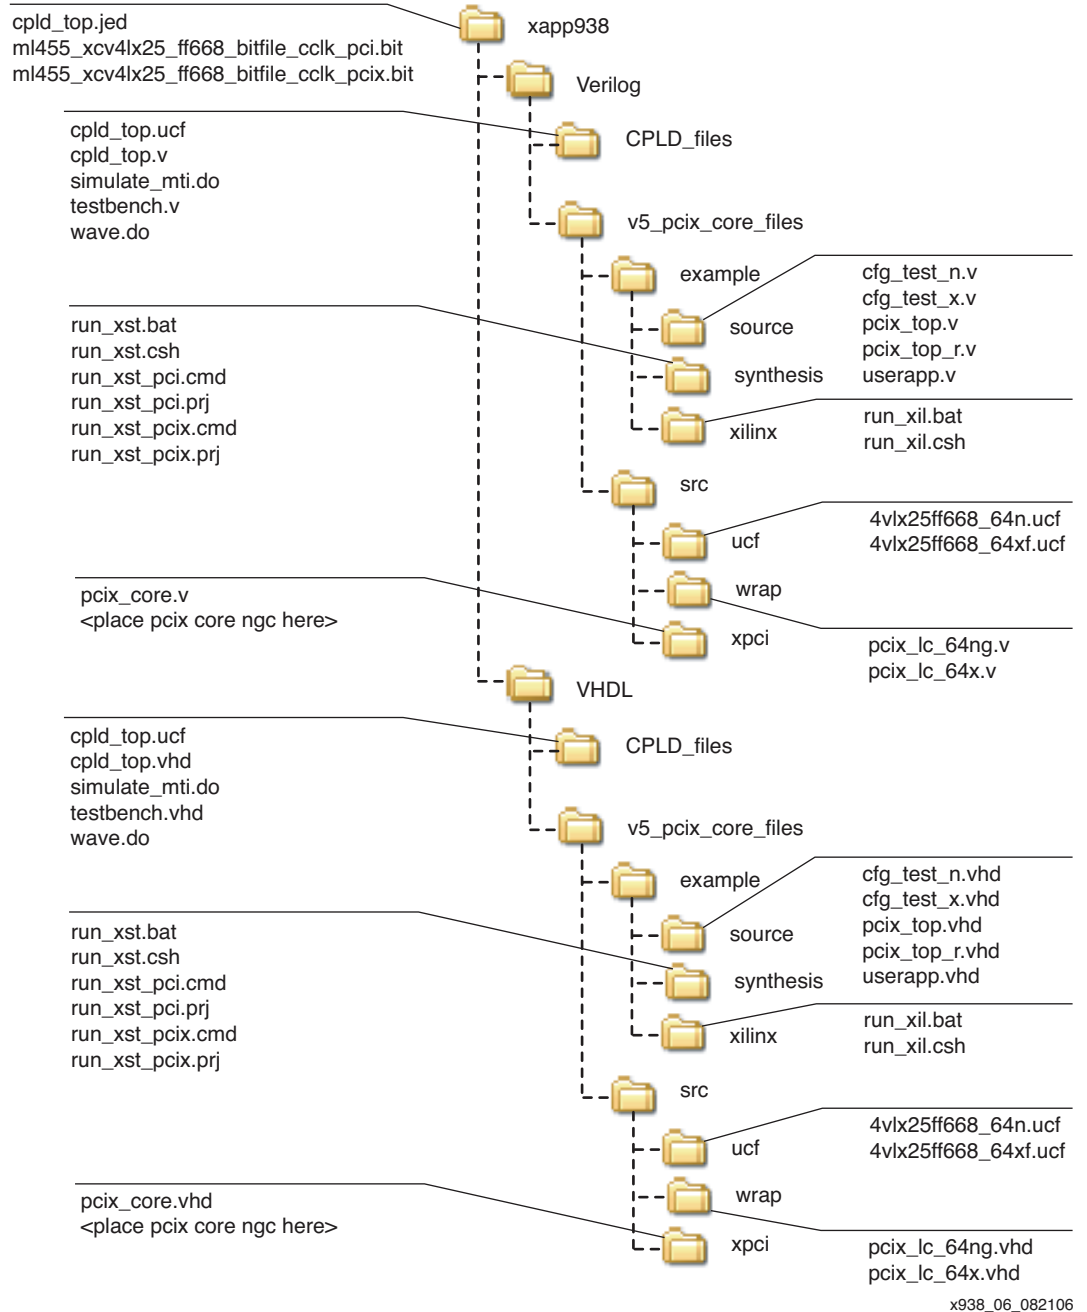 cpld_top.jed
ml455_xcv4lx25_ff668_bitfile_cclk_pci.bit
ml455_xcv4lx25_ff668_bitfile_cclk_pcix.bit
xapp938
Verilog
cpld_top.ucf
cpld_top.v
simulate_mti.do
testbench.v
wave.do
CPLD_files
v5_pcix_core_files
example
cfg_test_n.v
cfg_test_x.v
pcix_top.v
pcix_top_r.v
userapp.v
source
run_xst.bat
run_xst.csh
run_xst_pci.cmd
run_xst_pci.prj
run_xst_pcix.cmd
run_xst_pcix.prj
synthesis
xilinx
run_xil.bat
run_xil.csh
src
ucf
4vlx25ff668_64n.ucf
4vlx25ff668_64xf.ucf
wrap
pcix_core.v
<place pcix core ngc here>
xpci
pcix_lc_64ng.v
pcix_lc_64x.v
VHDL
cpld_top.ucf
cpld_top.vhd
simulate_mti.do
testbench.vhd
wave.do
CPLD_files
v5_pcix_core_files
example
cfg_test_n.vhd
cfg_test_x.vhd
pcix_top.vhd
pcix_top_r.vhd
userapp.vhd
source
run_xst.bat
run_xst.csh
run_xst_pci.cmd
run_xst_pci.prj
run_xst_pcix.cmd
run_xst_pcix.prj
synthesis
xilinx
run_xil.bat
run_xil.csh
src
ucf
4vlx25ff668_64n.ucf
4vlx25ff668_64xf.ucf
wrap
pcix_core.vhd
<place pcix core ngc here>
xpci
pcix_lc_64ng.vhd
pcix_lc_64x.vhd
x938_06_082106